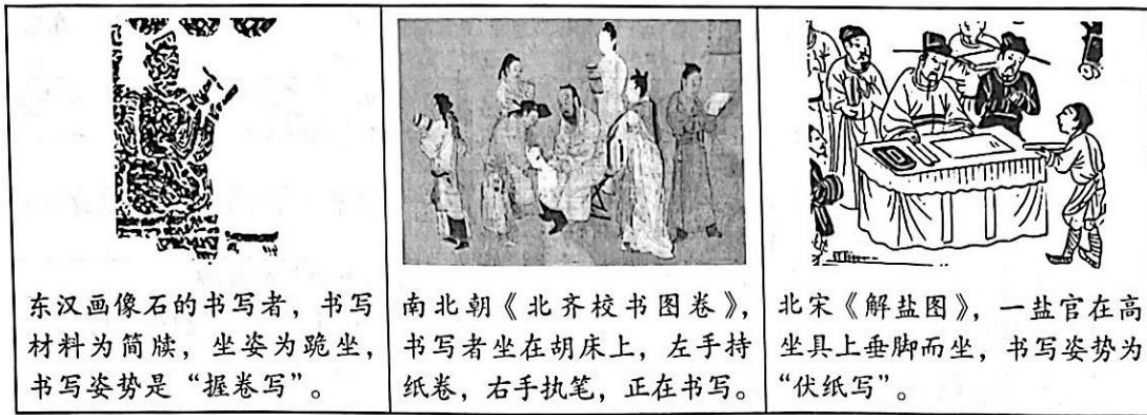 东汉画像石的书写者，书写
材料为简牍，坐姿为跪坐，
书写姿势是“握卷写”。
南北朝《北齐校书图卷》，
书写者坐在胡床上，左手持
纸卷，右手执笔，正在书写。
北宋《解盐图》，一盐官在高
坐具上垂脚而坐，书写姿势为
“伏纸写”。